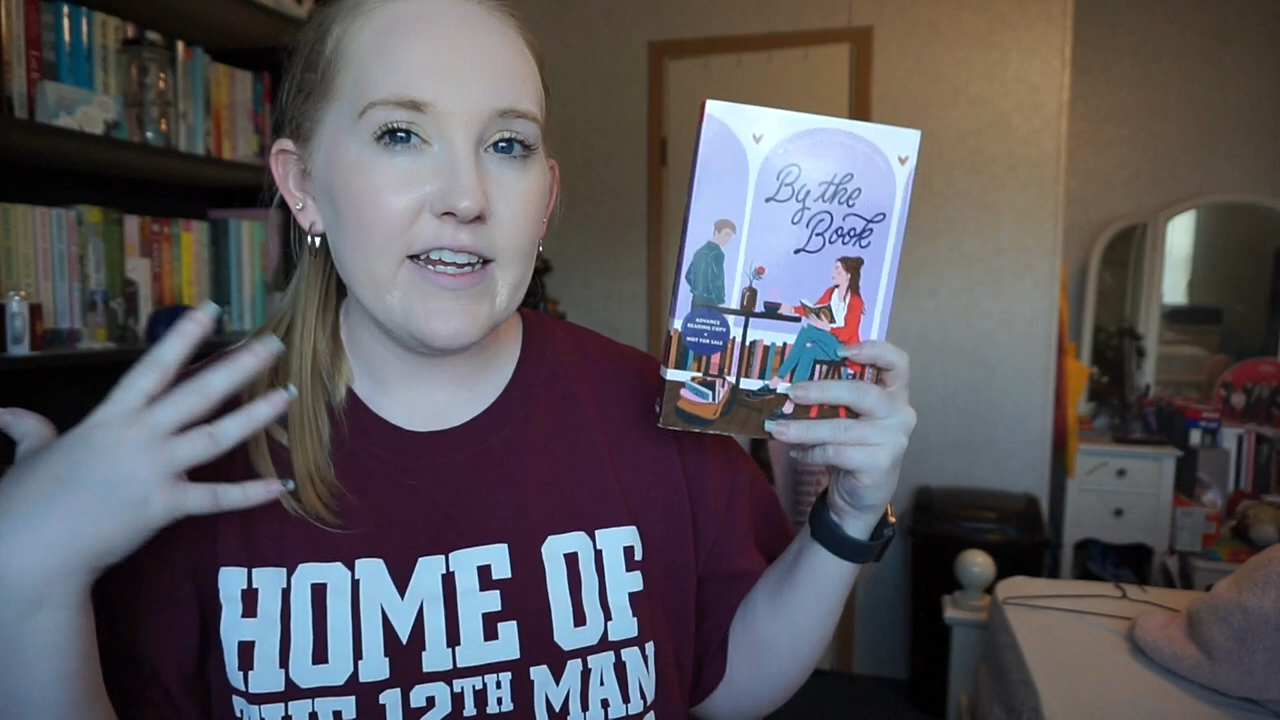 By the
Book
ADVANCE
READING COPY
NOT FOR SALE
HOME OF
THE 12TH MAN